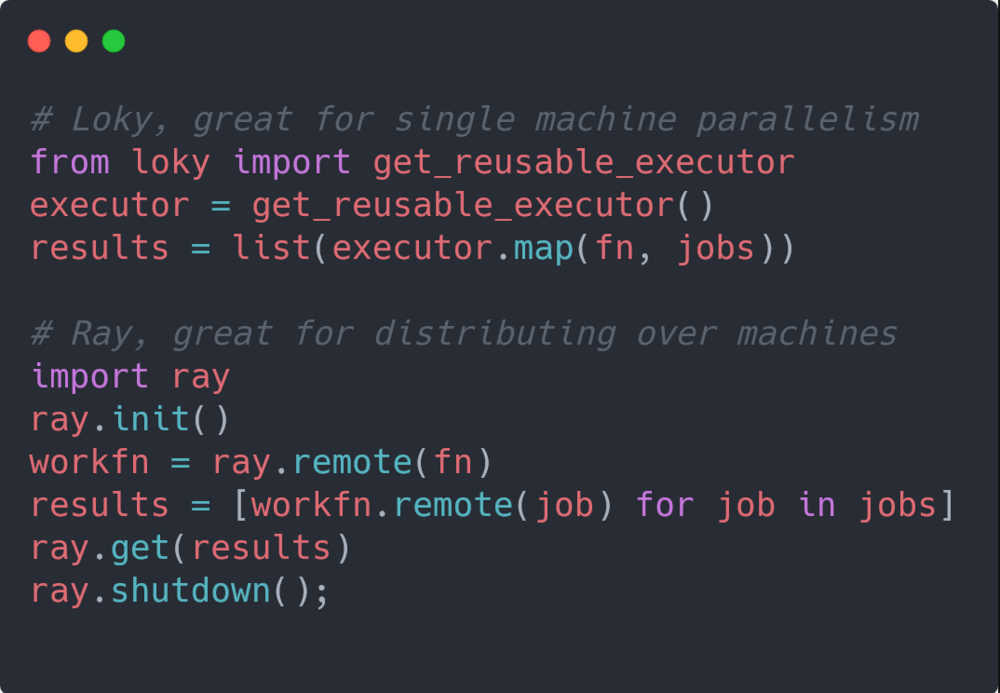 # Loky, great for single machine parallelism
from loky import get_reusable_executor
executor = get_reusable_executor()
results = list(executor.map(fn, jobs))
# Ray, great for distributing over machines
import ray
ray.init()
workfn = ray.remote(fn)
results = [workfn.remote(job) for job in jobs]
ray.get(results)
ray.shutdown();